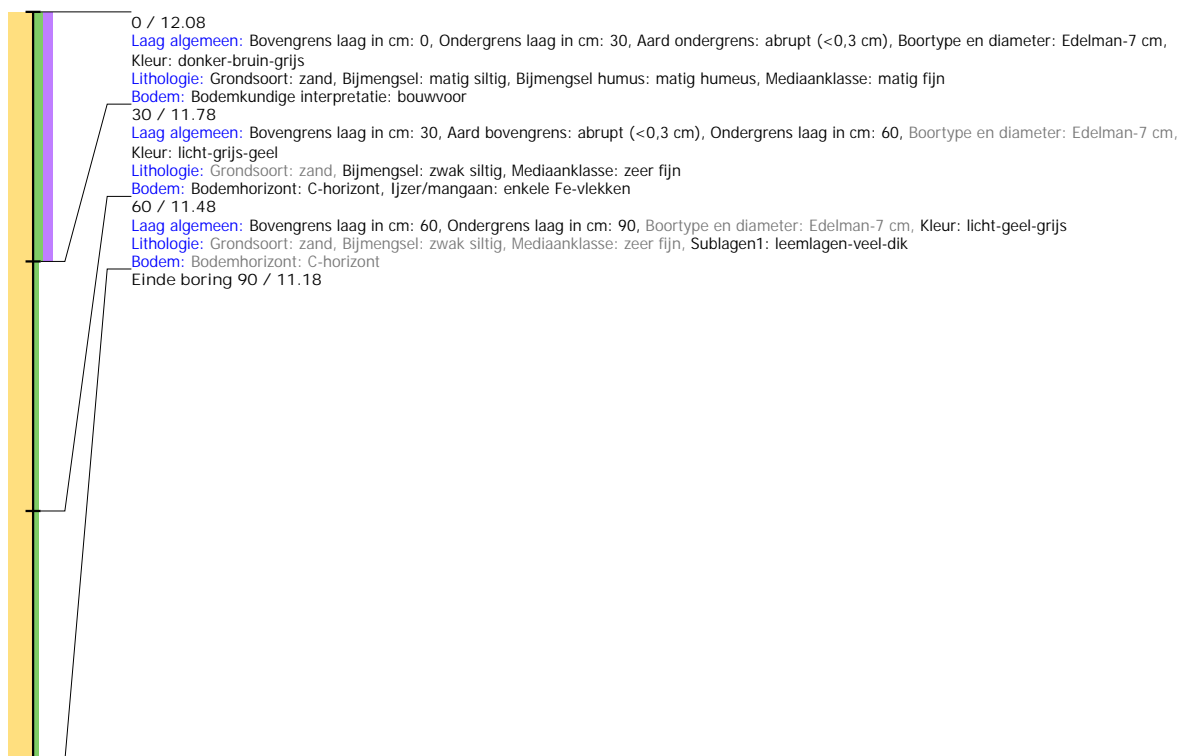 0 / 12.08
Laag algemeen: Bovengrens laag in cm: 0, Ondergrens laag in cm: 30, Aard ondergrens: abrupt (<0,3 cm), Boortype en diameter: Edelman-7 cm,
Kleur: donker-bruin-grijs
Lithologie: Grondsoort: zand, Bijmengsel: matig siltig, Bijmengsel humus: matig humeus, Mediaanklasse: matig fijn
Bodem: Bodemkundige interpretatie: bouwvoor
30 / 11.78
Laag algemeen: Bovengrens laag in cm: 30, Aard bovengrens: abrupt (<0,3 cm), Ondergrens laag in cm: 60, Boortype en diameter: Edelman-7 cm,
Kleur: licht-grijs-geel
Lithologie: Grondsoort: zand, Bijmengsel: zwak siltig, Mediaanklasse: zeer fijn
Bodem: Bodemhorizont: C-horizont, Ijzer/mangaan: enkele Fe-vlekken
60 / 11.48
Laag algemeen: Bovengrens laag in cm: 60, Ondergrens laag in cm: 90, Boortype en diameter: Edelman-7 cm, Kleur: licht-geel-grijs
Lithologie: Grondsoort: zand, Bijmengsel: zwak siltig, Mediaanklasse: zeer fijn, Sublagen1: leemlagen-veel-dik
Bodem: Bodemhorizont: C-horizont
Einde boring 90 / 11.18